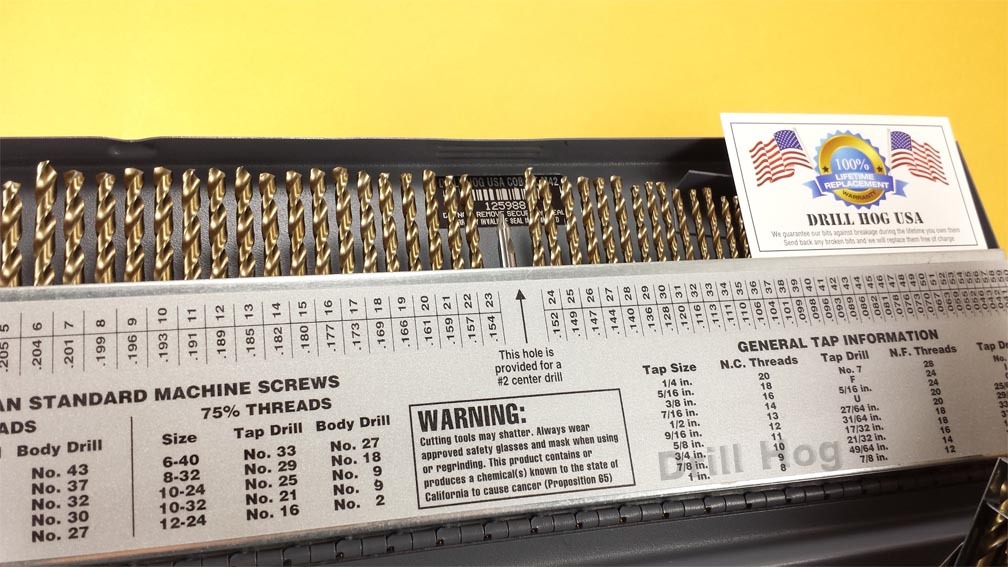 100%
LIFETIME
REPLACEMENT
WARRANTY
DRILL HOG USA
We guarantee our bits against breakage during the lifetime you own them
Send back any broken bits and we will replace them free of charge
HOG USA COB
125988
REMOVE
5 6 7 8 9 10 11 12 13 14 15 16 17 18 19 20 21 22 23
.205 .204 .201 .199 .196 .193 .191 .189 .185 .182 .180 .177 .173 .169 .166 .161 .159 .157 .154
This hole is
provided for a
#2 center drill
24 25 26 27 28 29 30 31 32 33 34 35 36 37 38 39 40 41 42 43 44 45 46 47 48 49 50 51 52
.152 .149 .147 .144 .140 .136 .128 .120 .116 .113 .111 .110 .106 .104 .101 .099 .098 .096 .093 .089 .086 .082 .081 .078 .076 .073 .070
AN STANDARD MACHINE SCREWS
ADS
75% THREADS
Body Drill
No. 43
No. 37
No. 32
No. 30
No. 27
Size Tap Drill Body Drill
6-40 No. 33 No. 27
8-32 No. 29 No. 18
10-24 No. 25 No. 9
10-32 No. 21 No. 9
12-24 No. 16 No. 2
WARNING:
Cutting tools may shatter. Always wear
approved safety glasses and mask when using
or regrinding. This product contains or
produces a chemical(s) known to the state of
California to cause cancer (Proposition 65)
GENERAL TAP INFORMATION
Tap Size N.C. Threads Tap Drill N.F. Threads Tap D
1/4 in. 20 No. 7 28
5/16 in. 18 F 24
3/8 in. 16 5/16 in. 24
7/16 in. 14 U 20
1/2 in. 13 27/64 in. 20
9/16 in. 12 31/64 in. 18
5/8 in. 11 17/32 in. 18
3/4 in. 10 21/32 in. 16
7/8 in. 9 49/64 in. 14
1 in. 8 7/8 in. 12
Drill Hog